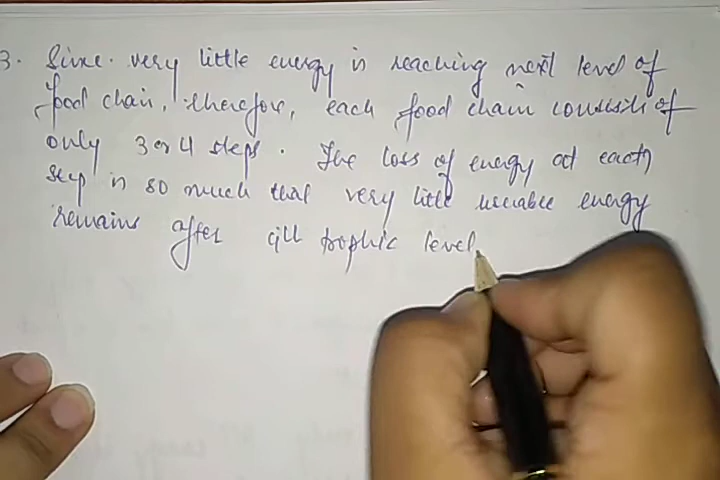 3. Since very little energy is reaching next level of
food chain, therefore, each food chain consists of
only 3 or 4 steps. The loss of energy at each
step is so much that very little useable energy
remains after trophic level